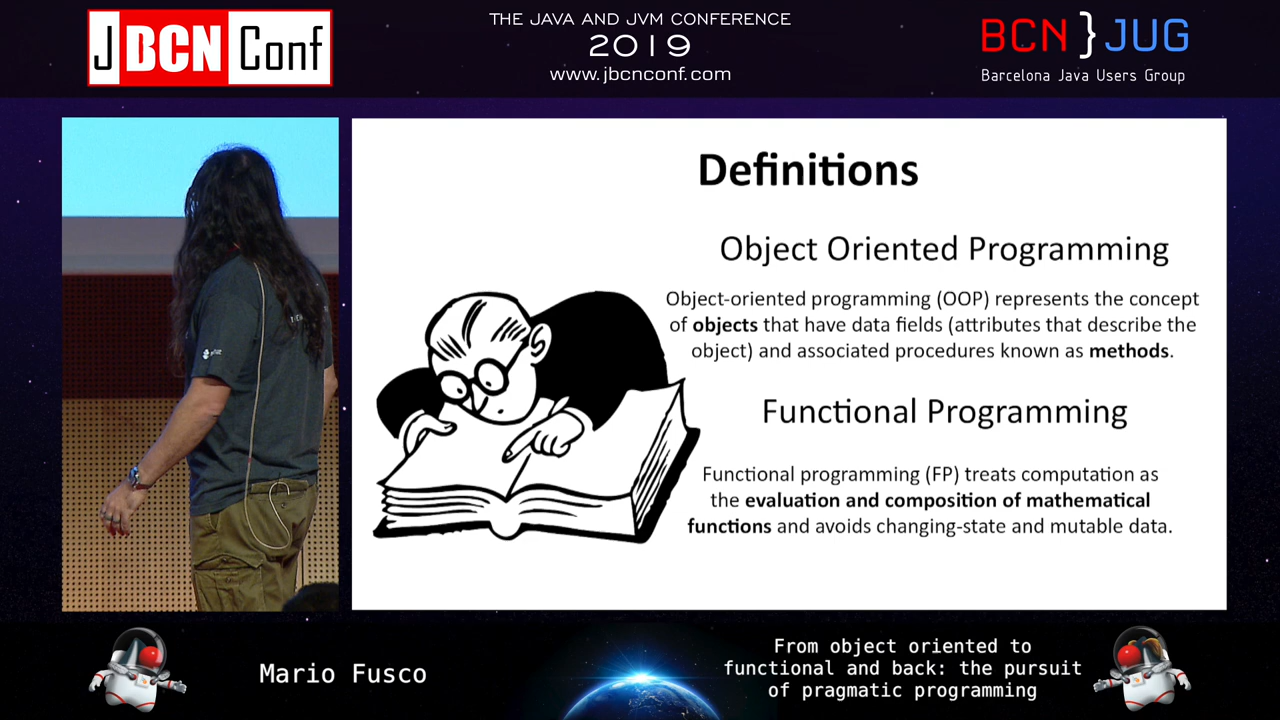 J BCN Conf
THE JAVA AND JVM CONFERENCE
2019
www.jbcnconf.com
BCN } JUG
Barcelona Java Users Group
Definitions
Object Oriented Programming
Object-oriented programming (OOP) represents the concept
of objects that have data fields (attributes that describe the
object) and associated procedures known as methods.
Functional Programming
Functional programming (FP) treats computation as
the evaluation and composition of mathematical
functions and avoids changing-state and mutable data.
Mario Fusco
From object oriented to
functional and back: the pursuit
of pragmatic programming